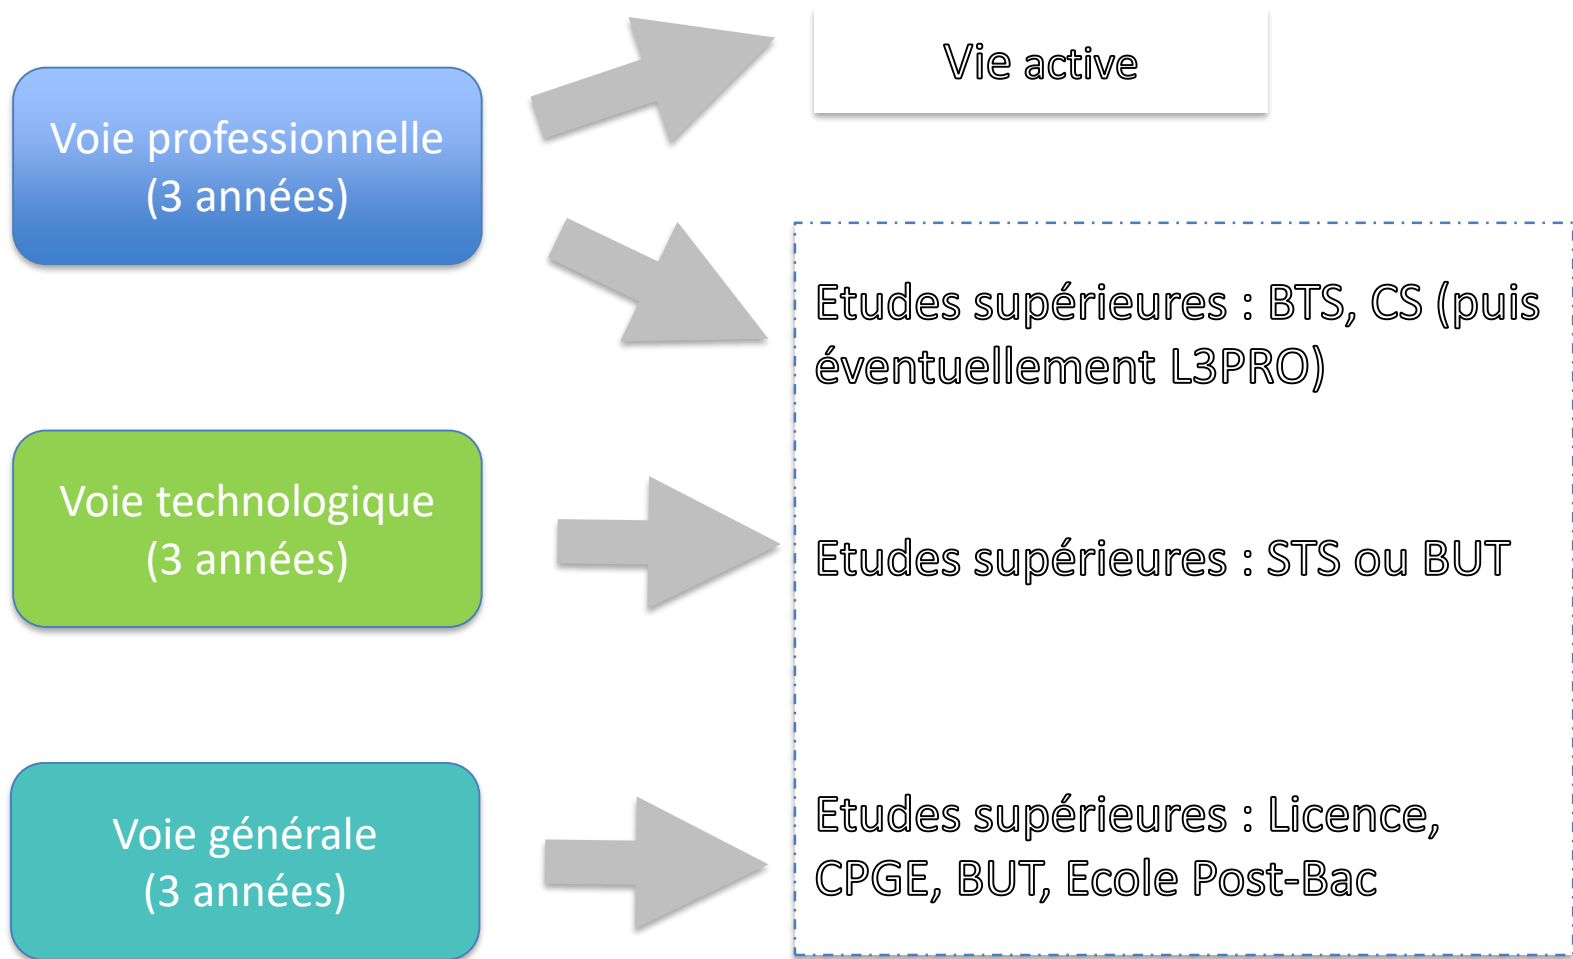 Vie active
Voie professionnelle
(3 années)
Etudes supérieures : BTS, CS (puis
éventuellement L3PRO)
Voie technologique
(3 années)
Etudes supérieures : STS ou BUT
Voie générale
(3 années)
Etudes supérieures : Licence,
CPGE, BUT, Ecole Post-Bac